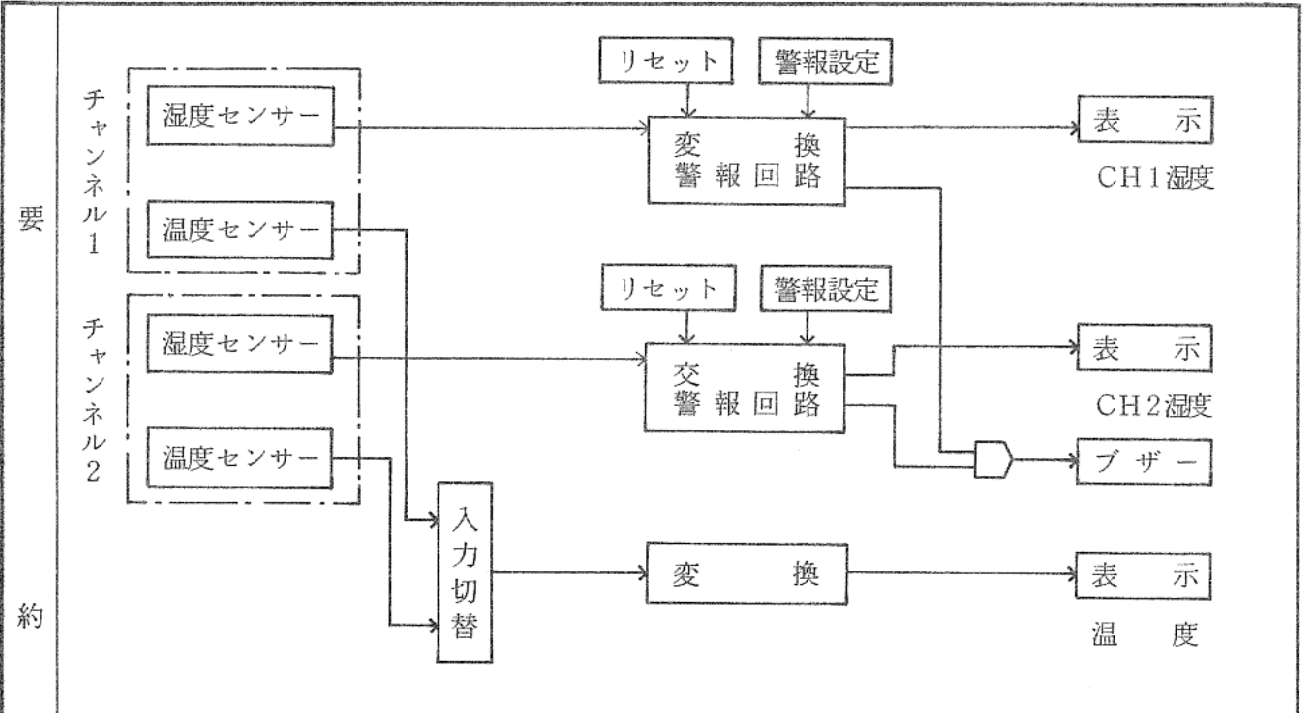 要
約
チャンネル1
湿度センサー
温度センサー
リセット
警報設定
変換
警報回路
表示
CH1湿度
チャンネル2
湿度センサー
温度センサー
リセット
警報設定
交換
警報回路
表示
CH2湿度
ブザー
入力切替
変換
表示
温度